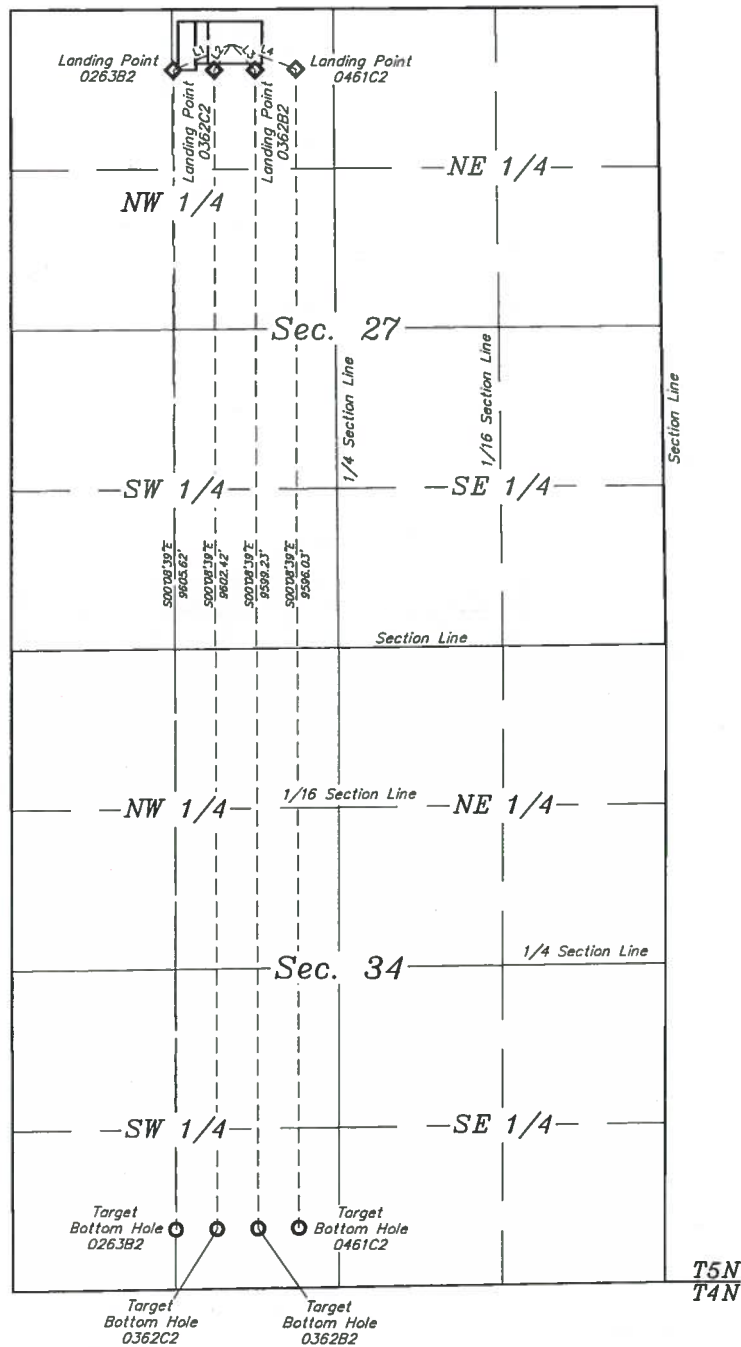 Landing Point
0263B2
L1
L2
L3
L4
Landing Point
0461C2
Landing Point
0362C2
Landing Point
0362B2
NW 1/4
NE 1/4
Sec. 27
1/4 Section Line
1/16 Section Line
Section Line
SW 1/4
SE 1/4
S00°08'39"E
9605.62'
S00°08'39"E
9602.42'
S00°08'39"E
9599.23'
S00°08'39"E
9596.03'
Section Line
NW 1/4
1/16 Section Line
NE 1/4
Sec. 34
1/4 Section Line
SW 1/4
SE 1/4
Target
Bottom Hole
0263B2
Target
Bottom Hole
0461C2
Target
Bottom Hole
0362C2
Target
Bottom Hole
0362B2
T5N
T4N